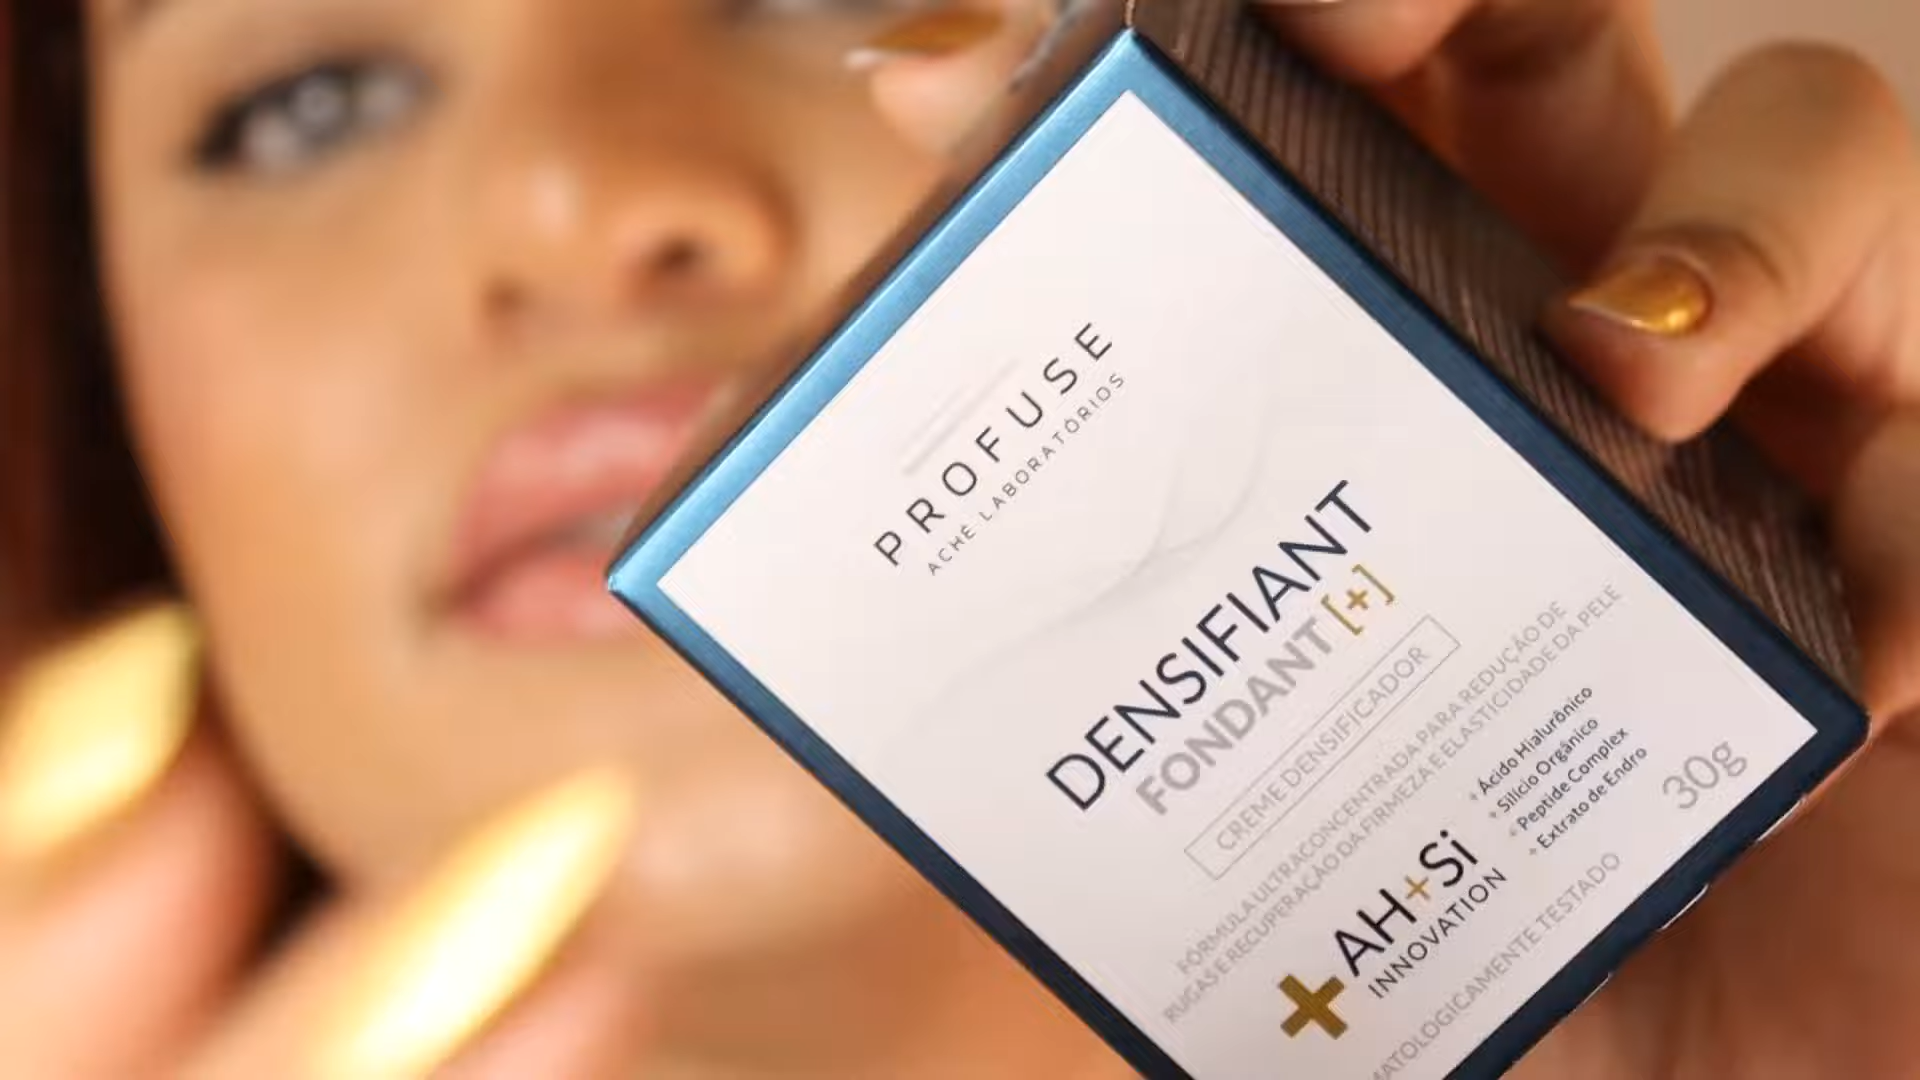 PROFUSE
ACHÉ LABORATÓRIOS
DENSIFIANT
FONDANT [+]
CREME DENSIFICADOR
FÓRMULA ULTRACONCENTRADA PARA REDUÇÃO DE
RUGAS E RECUPERAÇÃO DA FIRMEZA E ELASTICIDADE DA PELE
+ AH+Si
INNOVATION
+ Ácido Hialurônico
+ Silício Orgânico
+ Peptide Complex
+ Extrato de Endro
30g
MATOLOGICAMENTE TESTADO